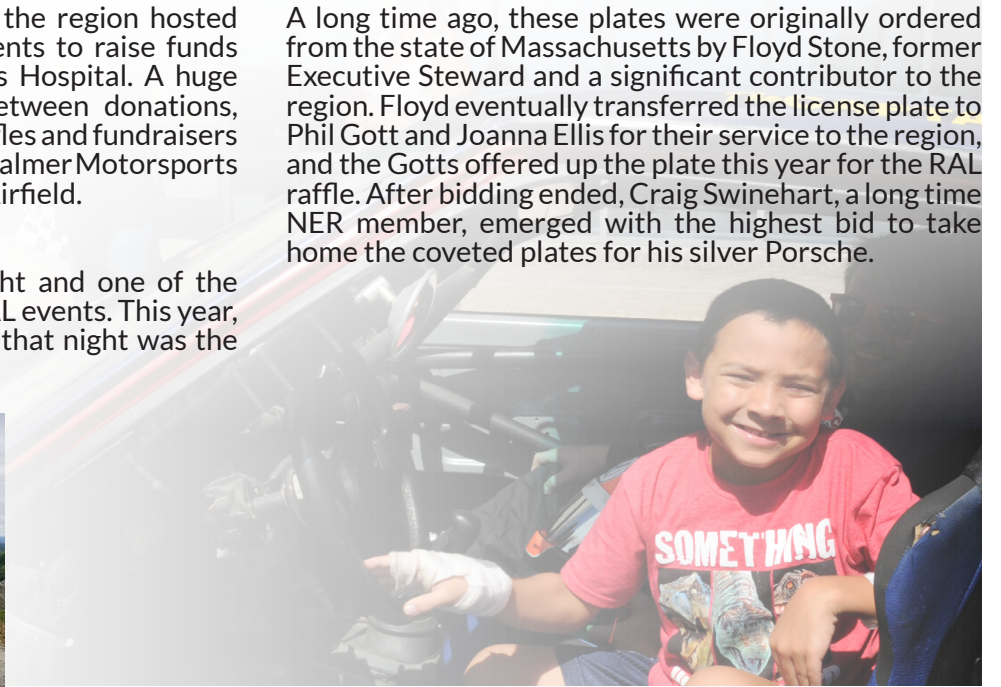 the region hosted
ents to raise funds
s Hospital. A huge
etween donations,
fles and fundraisers
almer Motorsports
irfield.
ht and one of the
L events. This year,
that night was the
A long time ago, these plates were originally ordered
from the state of Massachusetts by Floyd Stone, former
Executive Steward and a significant contributor to the
region. Floyd eventually transferred the license plate to
Phil Gott and Joanna Ellis for their service to the region,
and the Gotts offered up the plate this year for the RAL
raffle. After bidding ended, Craig Swinehart, a long time
NER member, emerged with the highest bid to take
home the coveted plates for his silver Porsche.
SOMETHING